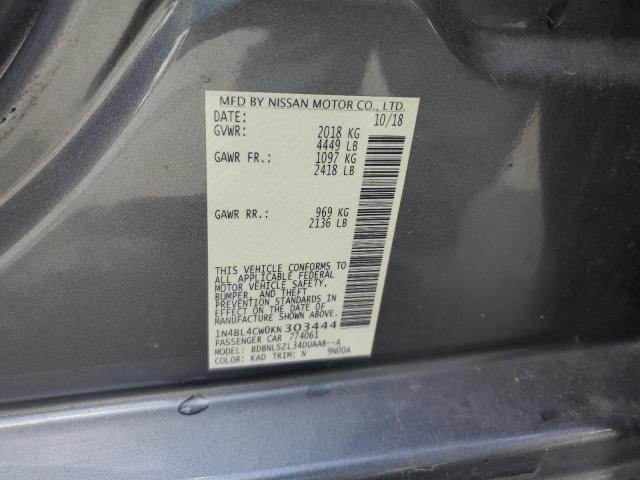 MFD BY NISSAN MOTOR CO., LTD.
DATE: 10/18
GVWR: 2018 KG
4449 LB
GAWR FR.: 1097 KG
2418 LB
GAWR RR.: 969 KG
2136 LB
THIS VEHICLE CONFORMS TO
ALL APPLICABLE FEDERAL
MOTOR VEHICLE SAFETY,
BUMPER, AND THEFT
PREVENTION STANDARDS IN
EFFECT ON THE DATE OF
MANUFACTURE SHOWN ABOVE.
1N4BL4CW0KN303444
PASSENGER CAR 774061
MODEL: BDBNLSZL34DUAAB--A
COLOR: KAD TRIM: N 9N00A